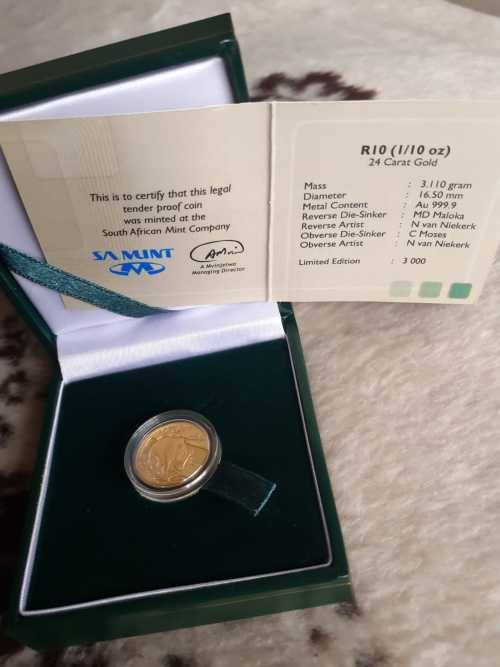 This is to certify that this legal
tender proof coin
was minted at the
South African Mint Company
SA MINT
A Mvinjelwa
Managing Director
R10 (1/10 oz)
24 Carat Gold
Mass : 3.110 gram
Diameter : 16.50 mm
Metal Content : Au 999.9
Reverse Die-Sinker : MD Maloka
Reverse Artist : N van Niekerk
Obverse Die-Sinker : C Moses
Obverse Artist : N van Niekerk
Limited Edition : 3 000